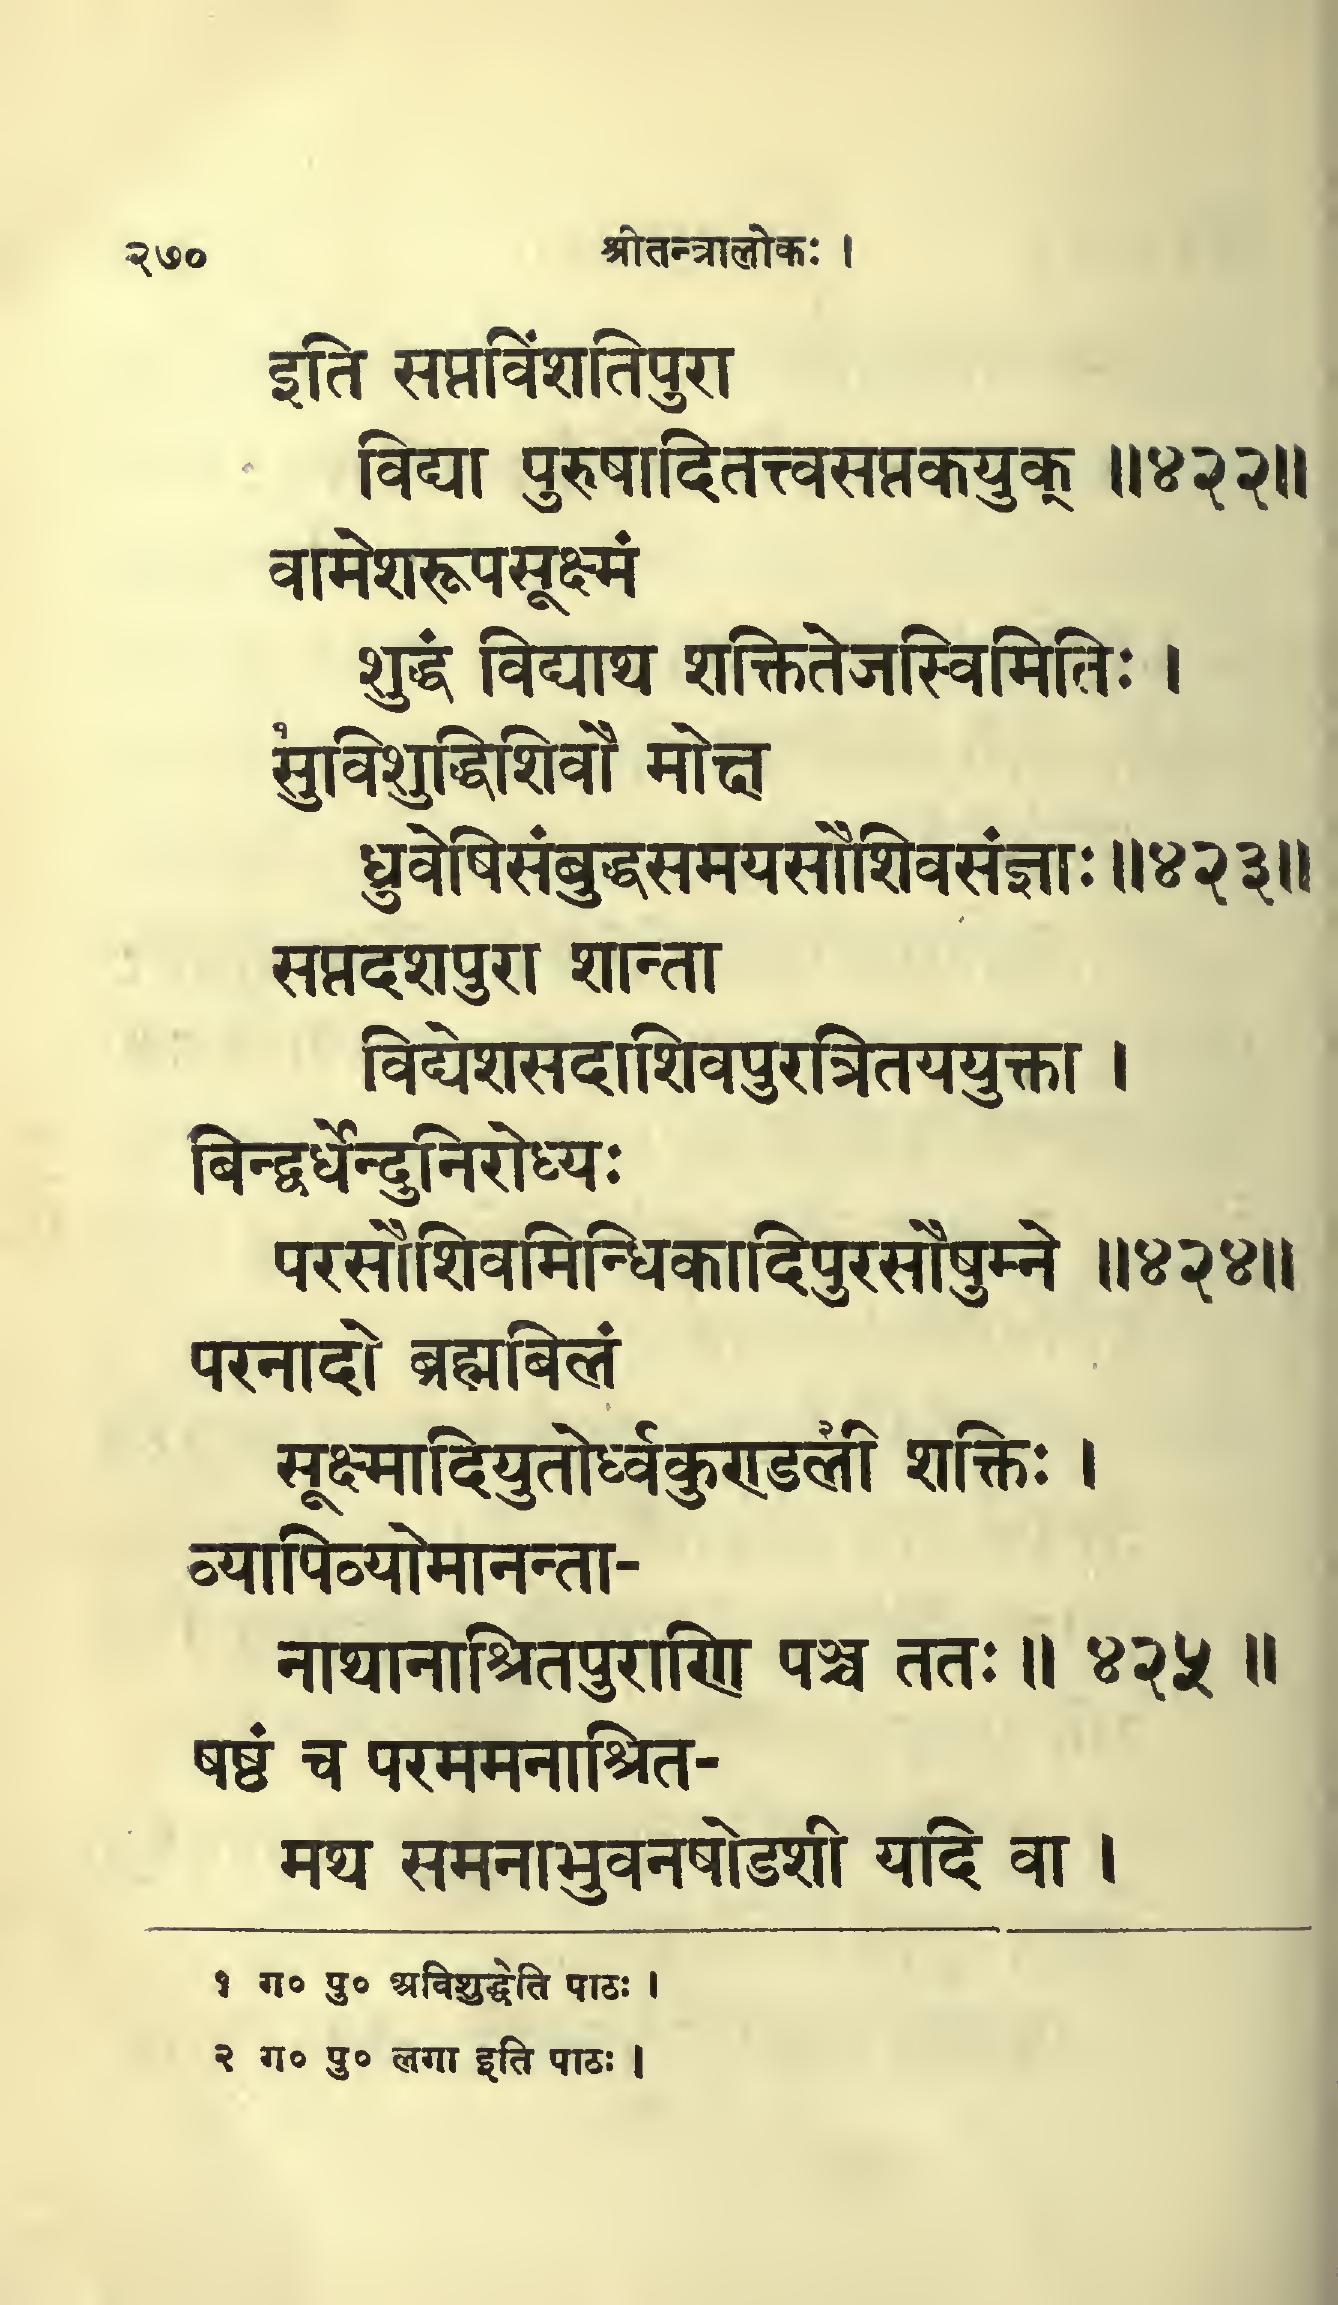 २७० श्रीतन्त्रालोकः ।
इति सप्तविंशतिपुरा
विद्या पुरुषादितत्त्वसप्तकयुक् ॥४२२॥
वामेशरूपसूक्ष्मं
शुद्धं विद्याथ शक्तितेजस्विमितिः ।
१
सुविशुद्धिशिवौ मोक्ष
ध्रुवेषिसंबुद्धसमयसौशिवसंज्ञाः॥४२३॥
सप्तदशपुरा शान्ता
विद्येशसदाशिवपुरत्रितययुक्ता ।
बिन्द्वर्धेन्दुनिरोध्यः
परसौशिवमिन्धिकादिपुरसौषुम्ने ॥४२४॥
परनादो ब्रह्मबिलं
सूक्ष्मादियुतोर्ध्वकुण्डली२ शक्तिः ।
व्यापिव्योमानन्ता-
नाथानाश्रितपुराणि पञ्च ततः॥ ४२५ ॥
षष्ठं च परममनाश्रित-
मथ समनाभुवनषोडशी यदि वा ।
१ ग० पु० अविशुद्धेति पाठः ।
२ ग० पु० लगा इति पाठः ।